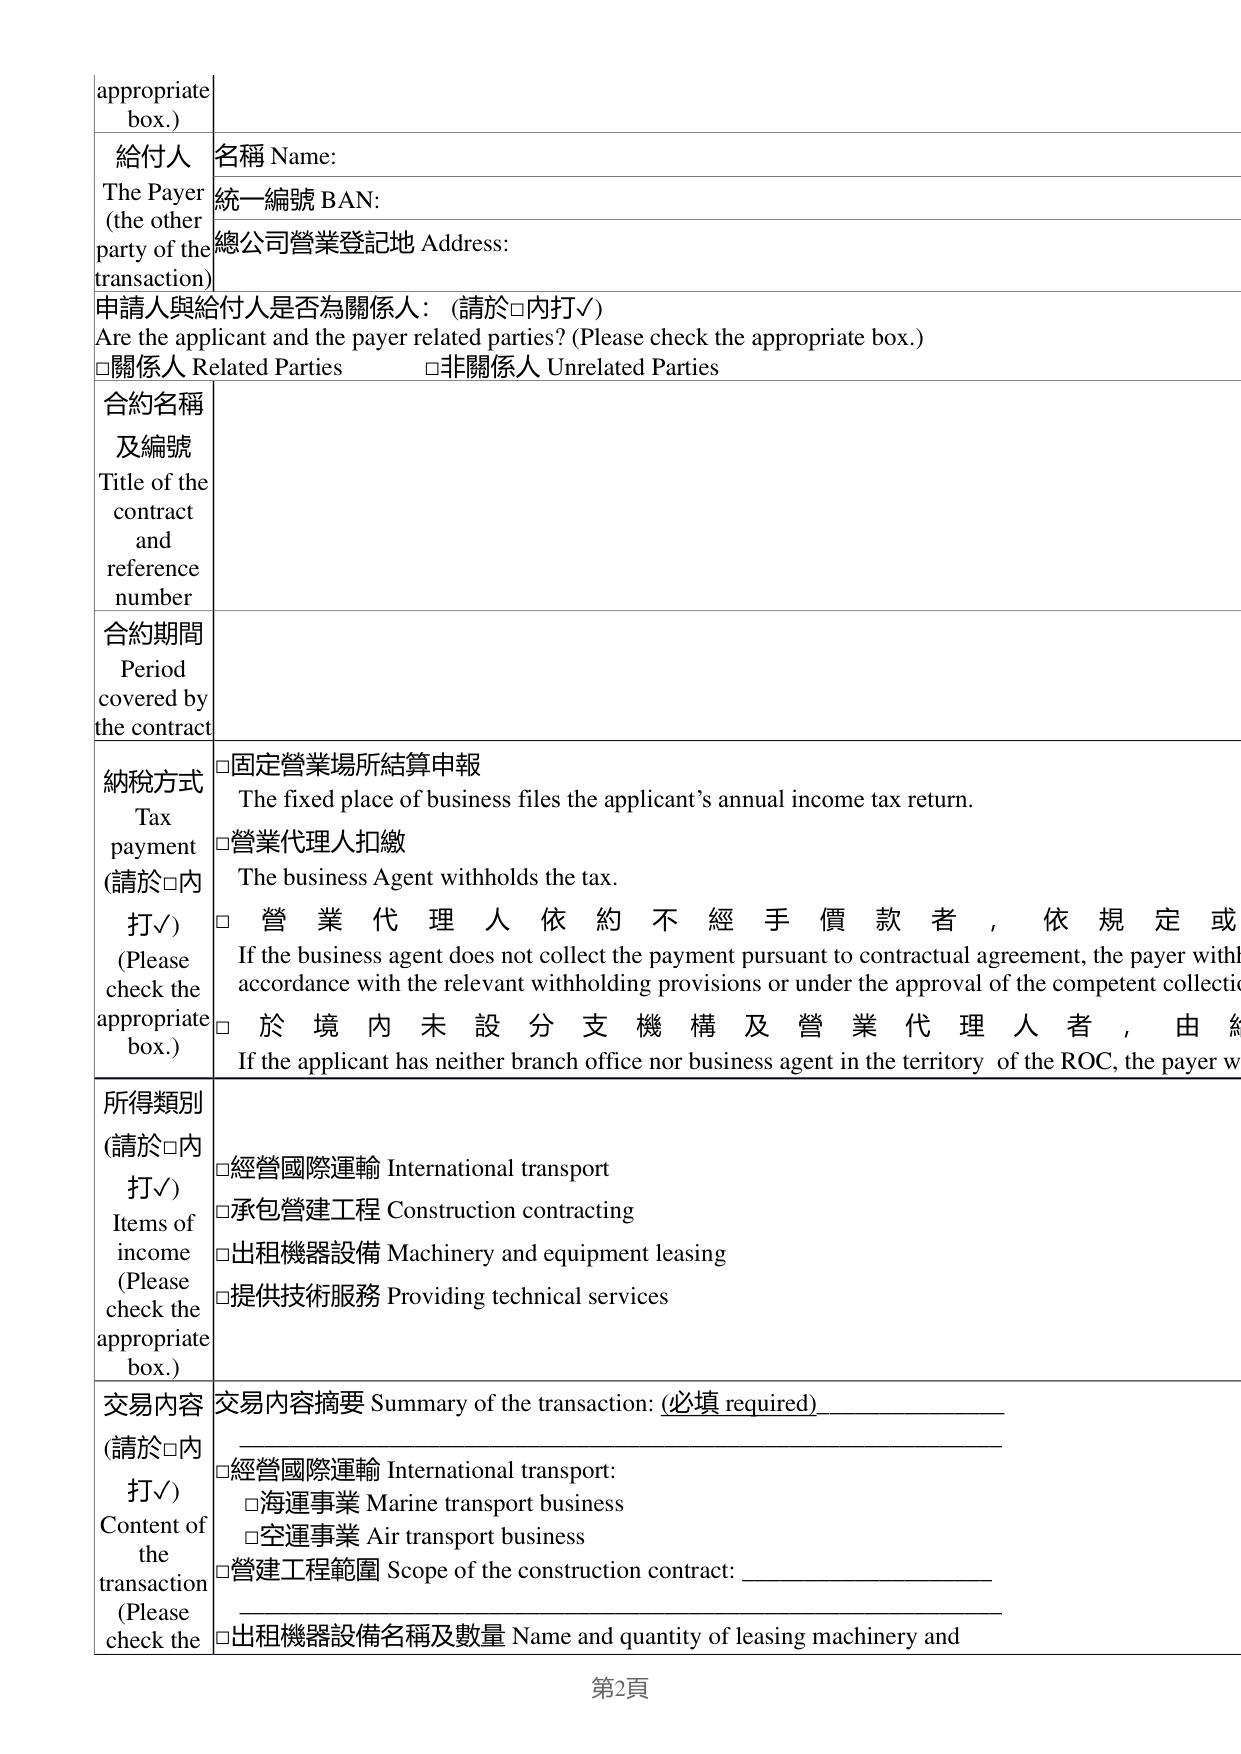 appropriate
box.)
給付人
The Payer
(the other
party of the
transaction)
名稱 Name:
統一編號 BAN:
總公司營業登記地 Address:
申請人與給付人是否為關係人： (請於□內打✓)
Are the applicant and the payer related parties? (Please check the appropriate box.)
□關係人 Related Parties □非關係人 Unrelated Parties
合約名稱
及編號
Title of the
contract
and
reference
number
合約期間
Period
covered by
the contract
納稅方式
Tax
payment
(請於□內
打✓)
(Please
check the
appropriate
box.)
□固定營業場所結算申報
The fixed place of business files the applicant’s annual income tax return.
□營業代理人扣繳
The business Agent withholds the tax.
□ 營 業 代 理 人 依 約 不 經 手 價 款 者 ， 依 規 定 或
If the business agent does not collect the payment pursuant to contractual agreement, the payer
accordance with the relevant withholding provisions or under the approval of the competent
□ 於 境 內 未 設 分 支 機 構 及 營 業 代 理 人 者 ， 由
If the applicant has neither branch office nor business agent in the territory of the ROC, the payer
所得類別
(請於□內
打✓)
Items of
income
(Please
check the
appropriate
box.)
□經營國際運輸 International transport
□承包營建工程 Construction contracting
□出租機器設備 Machinery and equipment leasing
□提供技術服務 Providing technical services
交易內容
(請於□內
打✓)
Content of
the
transaction
(Please
check the
交易內容摘要 Summary of the transaction: (必填 required)_______________
_____________________________________________________________
□經營國際運輸 International transport:
□海運事業 Marine transport business
□空運事業 Air transport business
□營建工程範圍 Scope of the construction contract: ____________________
_____________________________________________________________
□出租機器設備名稱及數量 Name and quantity of leasing machinery and
第2頁